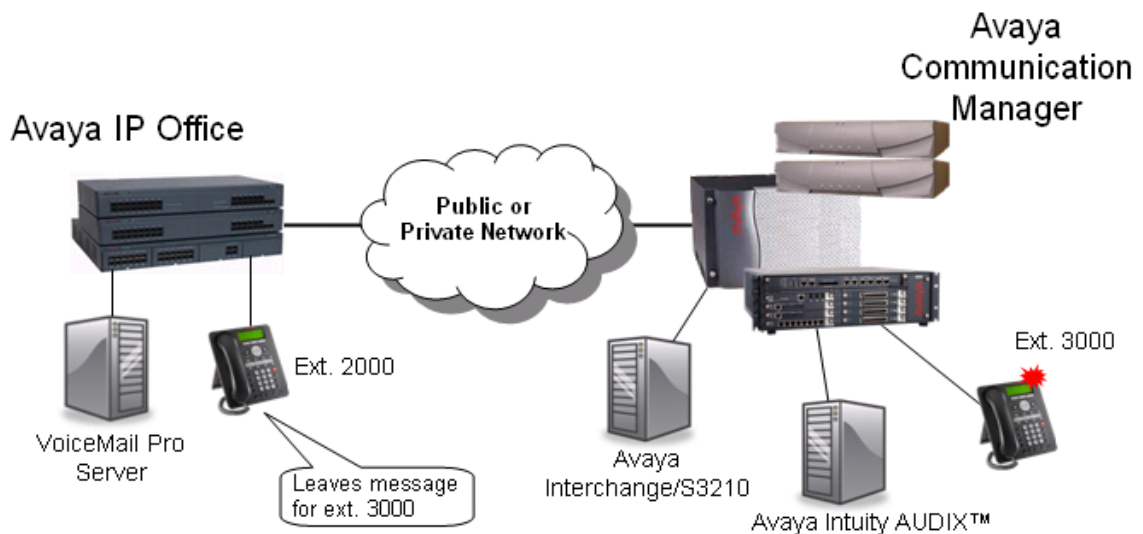 Avaya
Communication
Manager
Avaya IP Office
Public or
Private Network
Ext. 2000
Ext. 3000
VoiceMail Pro
Server
Leaves message
for ext. 3000
Avaya
Interchange/S3210
Avaya Intuity AUDIX™